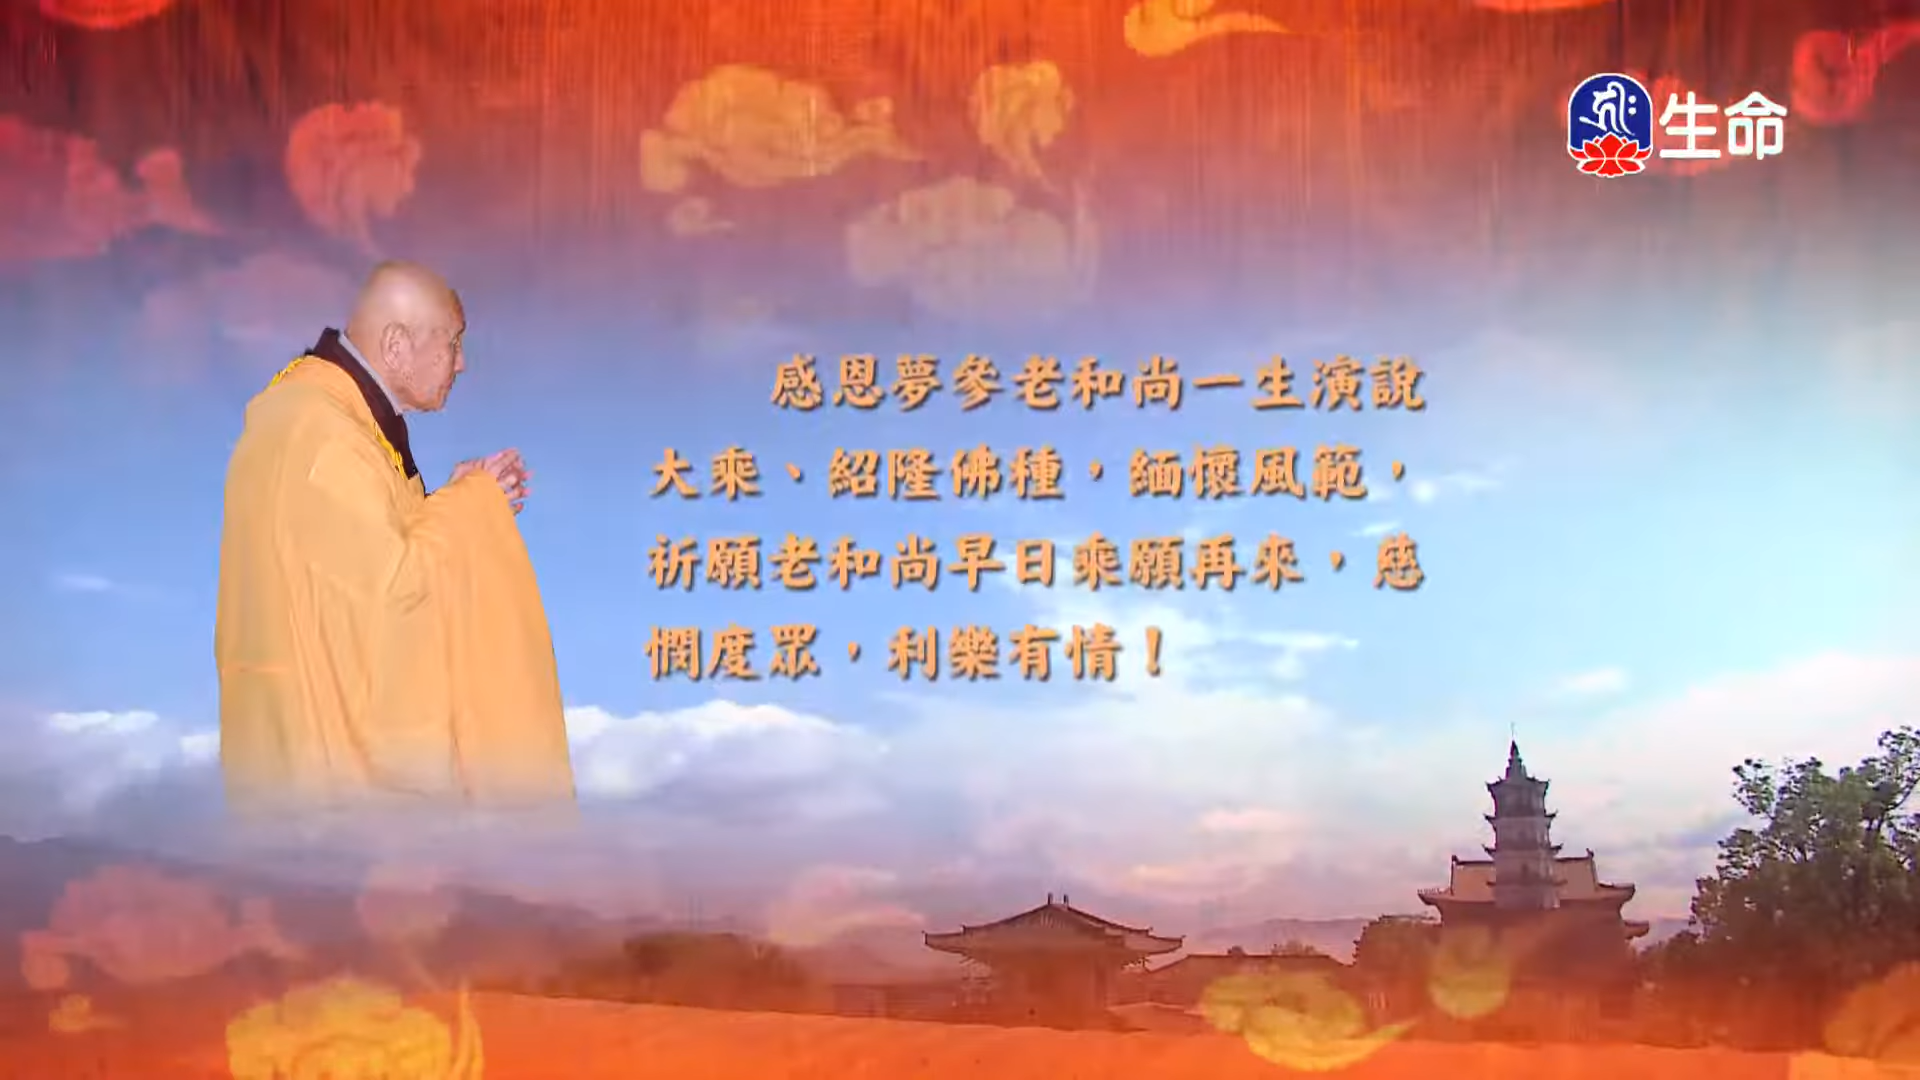 生命
感恩夢參老和尚一生演說
大乘、紹隆佛種，緬懷風範，
祈願老和尚早日乘願再來，慈
憫度眾，利樂有情！